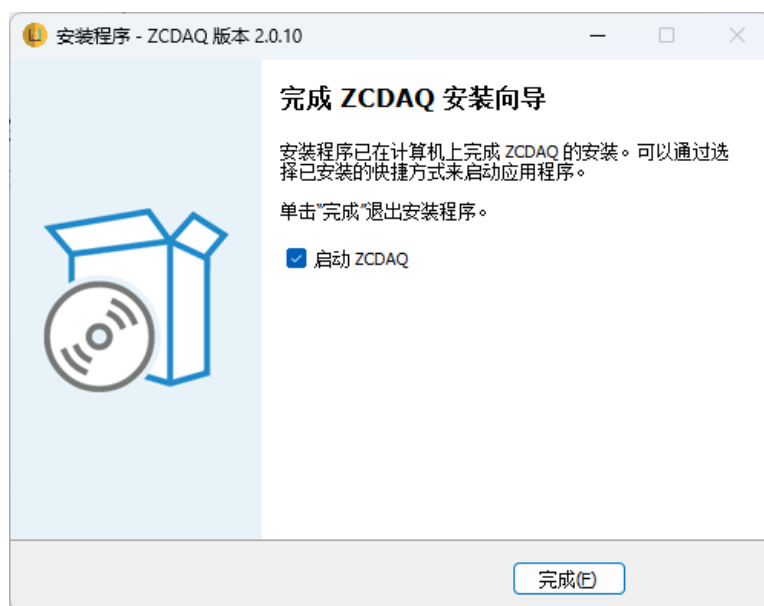 安装程序 - ZCDAQ 版本 2.0.10
完成 ZCDAQ 安装向导
安装程序已在计算机上完成 ZCDAQ 的安装。可以通过选
择已安装的快捷方式来启动应用程序。
单击"完成"退出安装程序。
启动 ZCDAQ
完成(F)